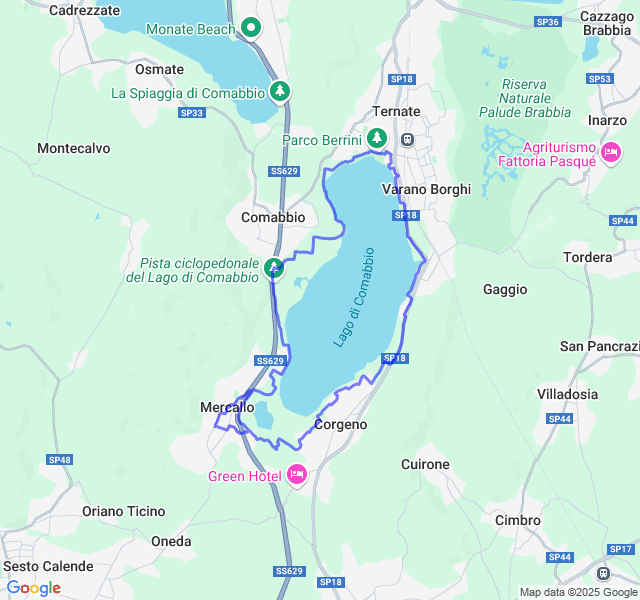 Cadrezzate
Monate Beach
SP36
Cazzago
Brabbia
Osmate
SP18
SP53
La Spiaggia di Comabbio
Riserva
Naturale
Palude Brabbia
SP33
Ternate
Inarzo
Montecalvo
Parco Berrini
Agriturismo
Fattoria Pasqué
SS629
Varano Borghi
Comabbio
SP18
SP44
Pista ciclopedonale
del Lago di Comabbio
Tordera
Lago di Comabbio
Gaggio
SS629
SP18
San Pancrazi
Mercallo
Villadosia
SP44
Corgeno
SP48
Cuirone
Green Hotel
Oriano Ticino
Cimbro
Oneda
SP17
SP44
Sesto Calende
SS629
SP18
Google
Map data ©2025 Google